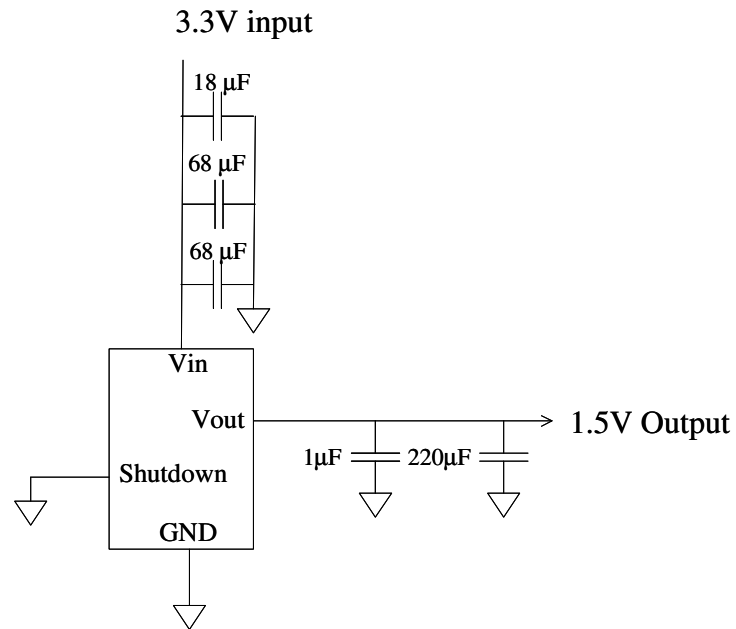 3.3V input
18 μF
68 μF
68 μF
Vin
Vout
1.5V Output
1μF
220μF
Shutdown
GND